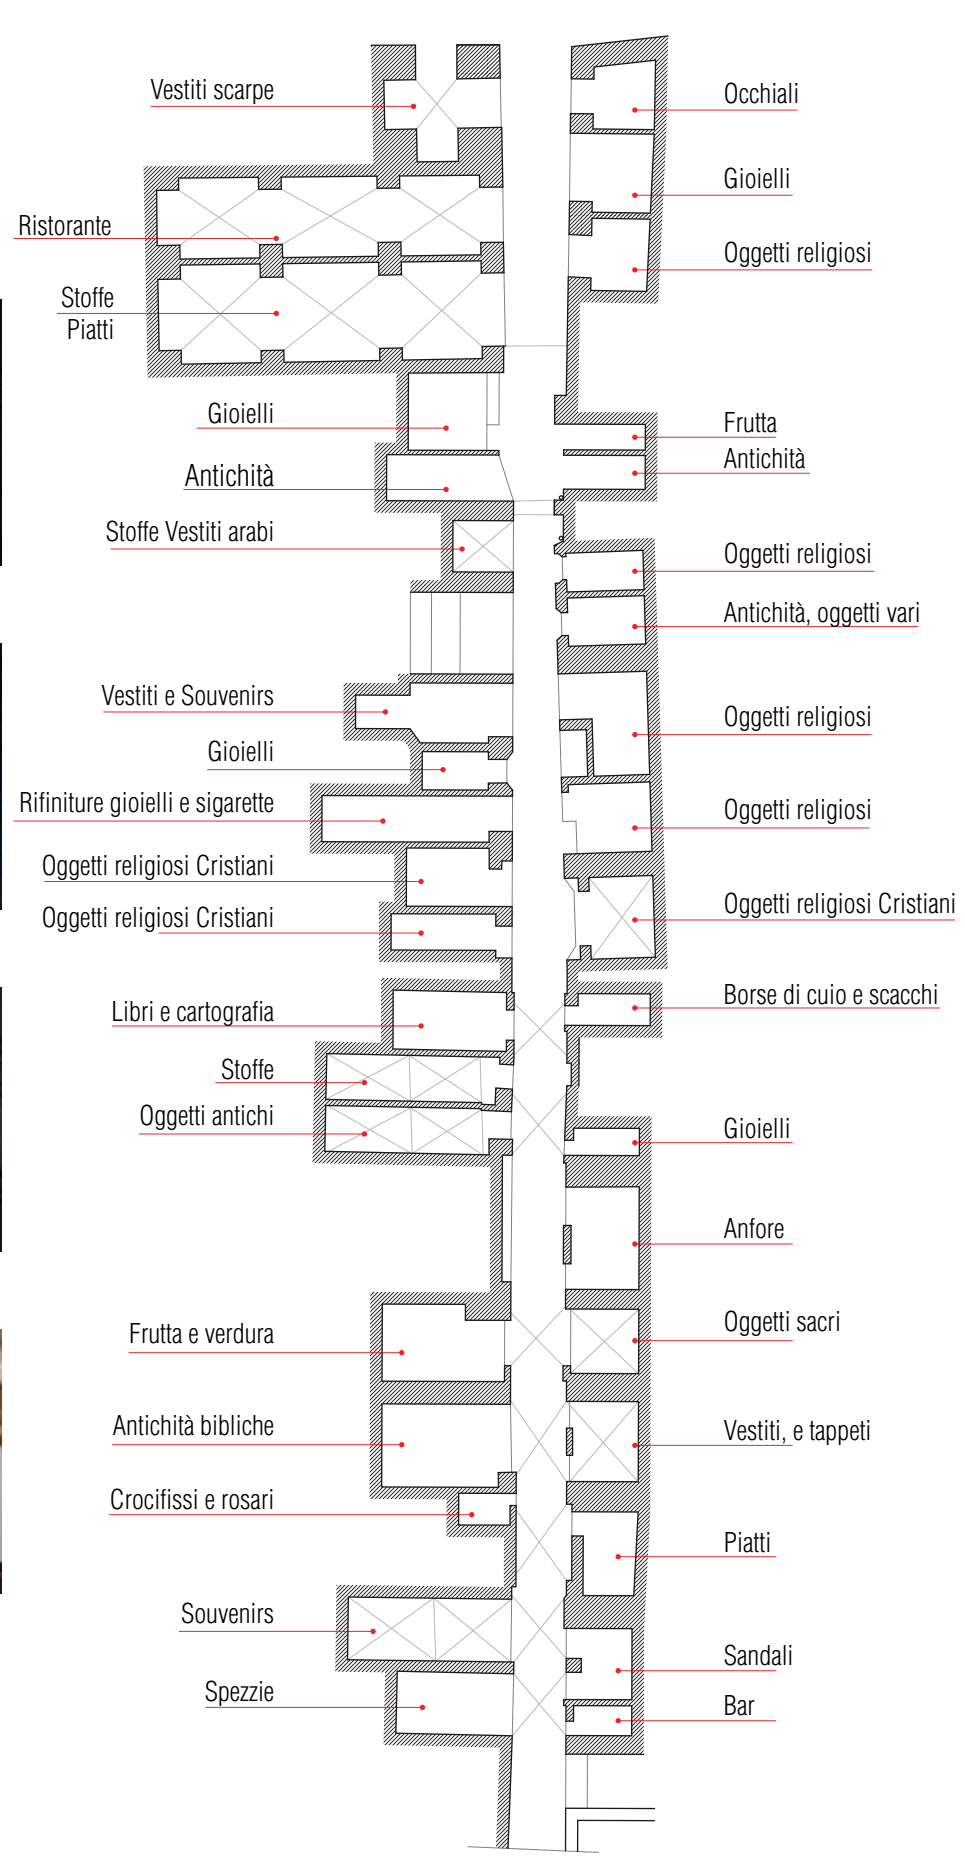 Vestiti scarpe
Ristorante
Stoffe
Piatti
Gioielli
Antichità
Stoffe Vestiti arabi
Vestiti e Souvenirs
Gioielli
Rifiniture gioielli e sigarette
Oggetti religiosi Cristiani
Oggetti religiosi Cristiani
Libri e cartografia
Stoffe
Oggetti antichi
Frutta e verdura
Antichità bibliche
Crocifissi e rosari
Souvenirs
Spezzie
Occhiali
Gioielli
Oggetti religiosi
Frutta
Antichità
Oggetti religiosi
Antichità, oggetti vari
Oggetti religiosi
Oggetti religiosi
Oggetti religiosi Cristiani
Borse di cuio e scacchi
Gioielli
Anfore
Oggetti sacri
Vestiti, e tappeti
Piatti
Sandali
Bar